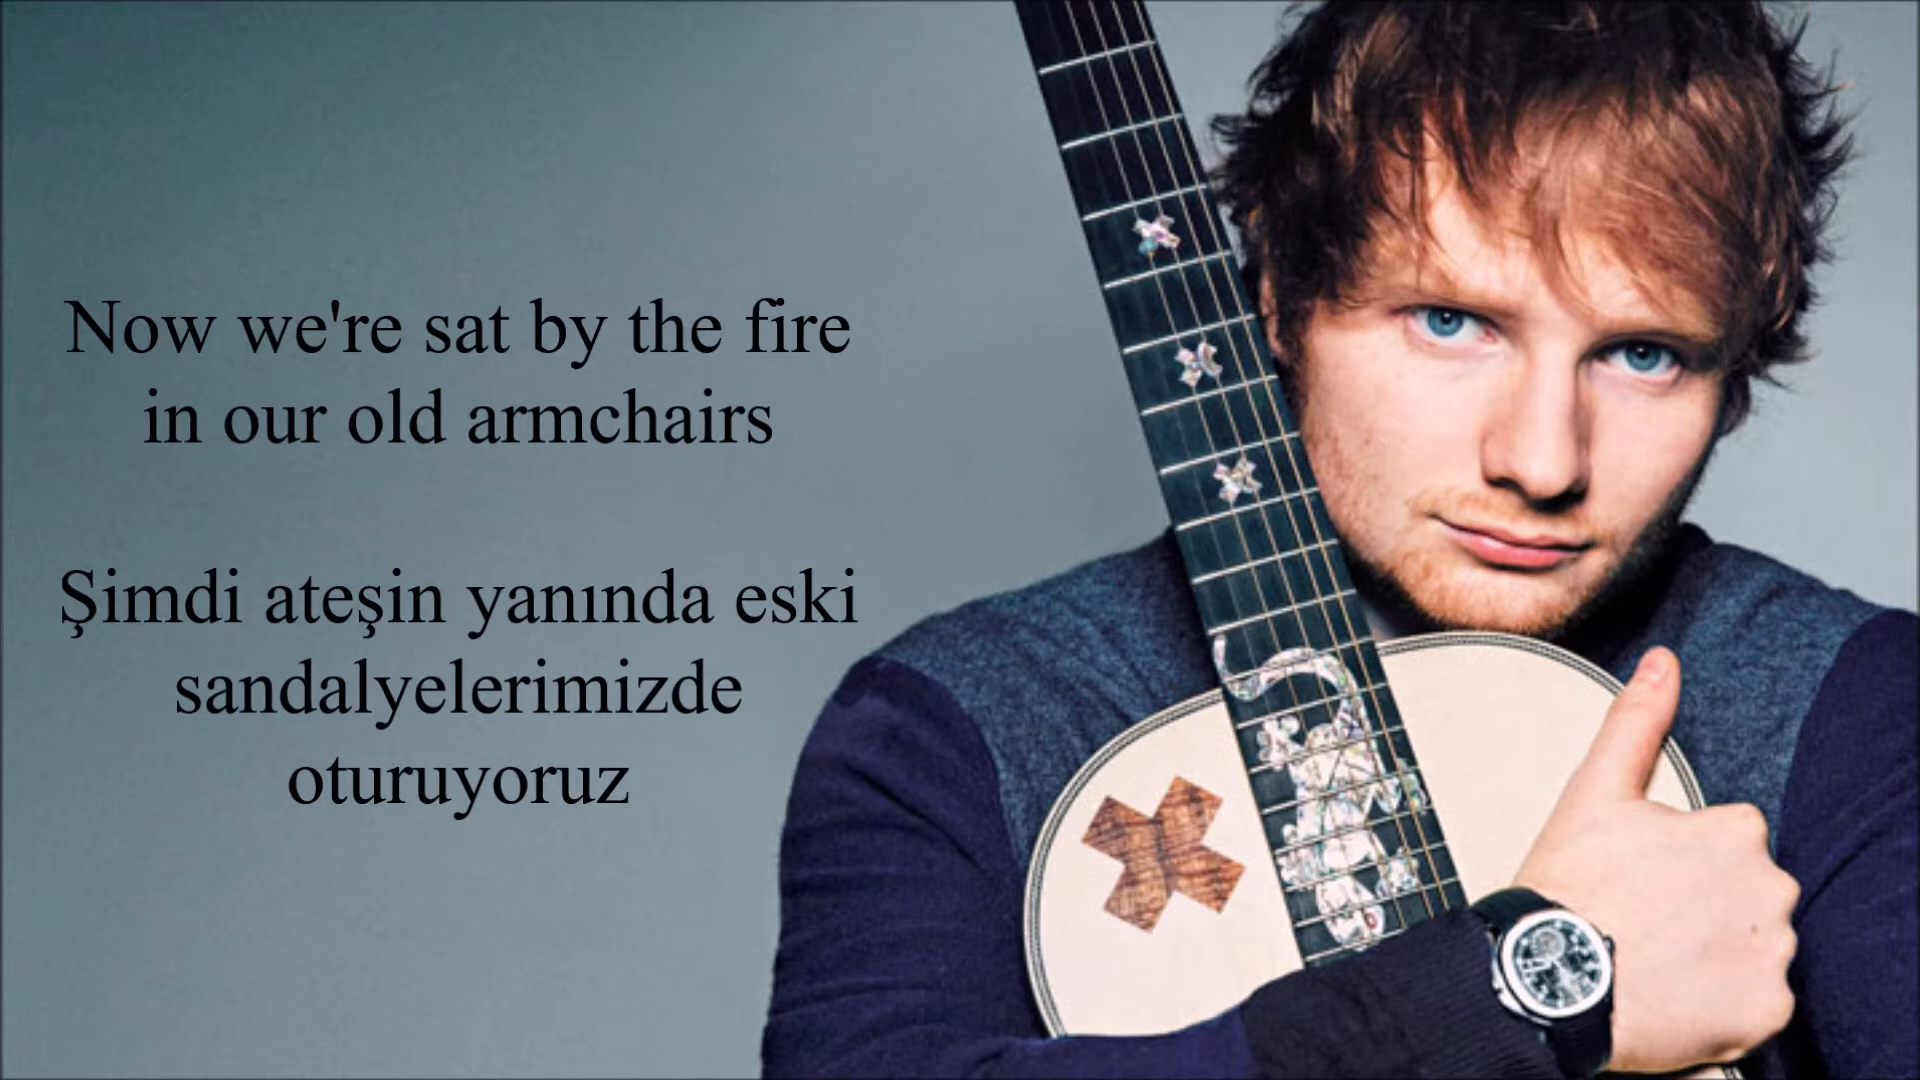 Now we're sat by the fire
in our old armchairs
Şimdi ateşin yanında eski
sandalyelerimizde
oturuyoruz